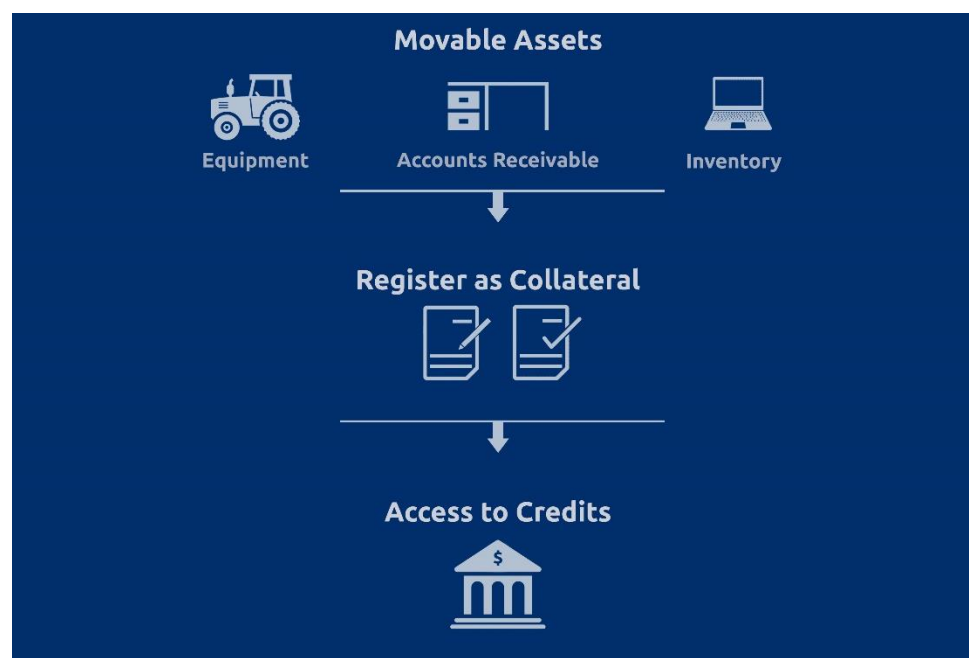 Movable Assets
Equipment
Accounts Receivable
Inventory
Register as Collateral
Access to Credits
$